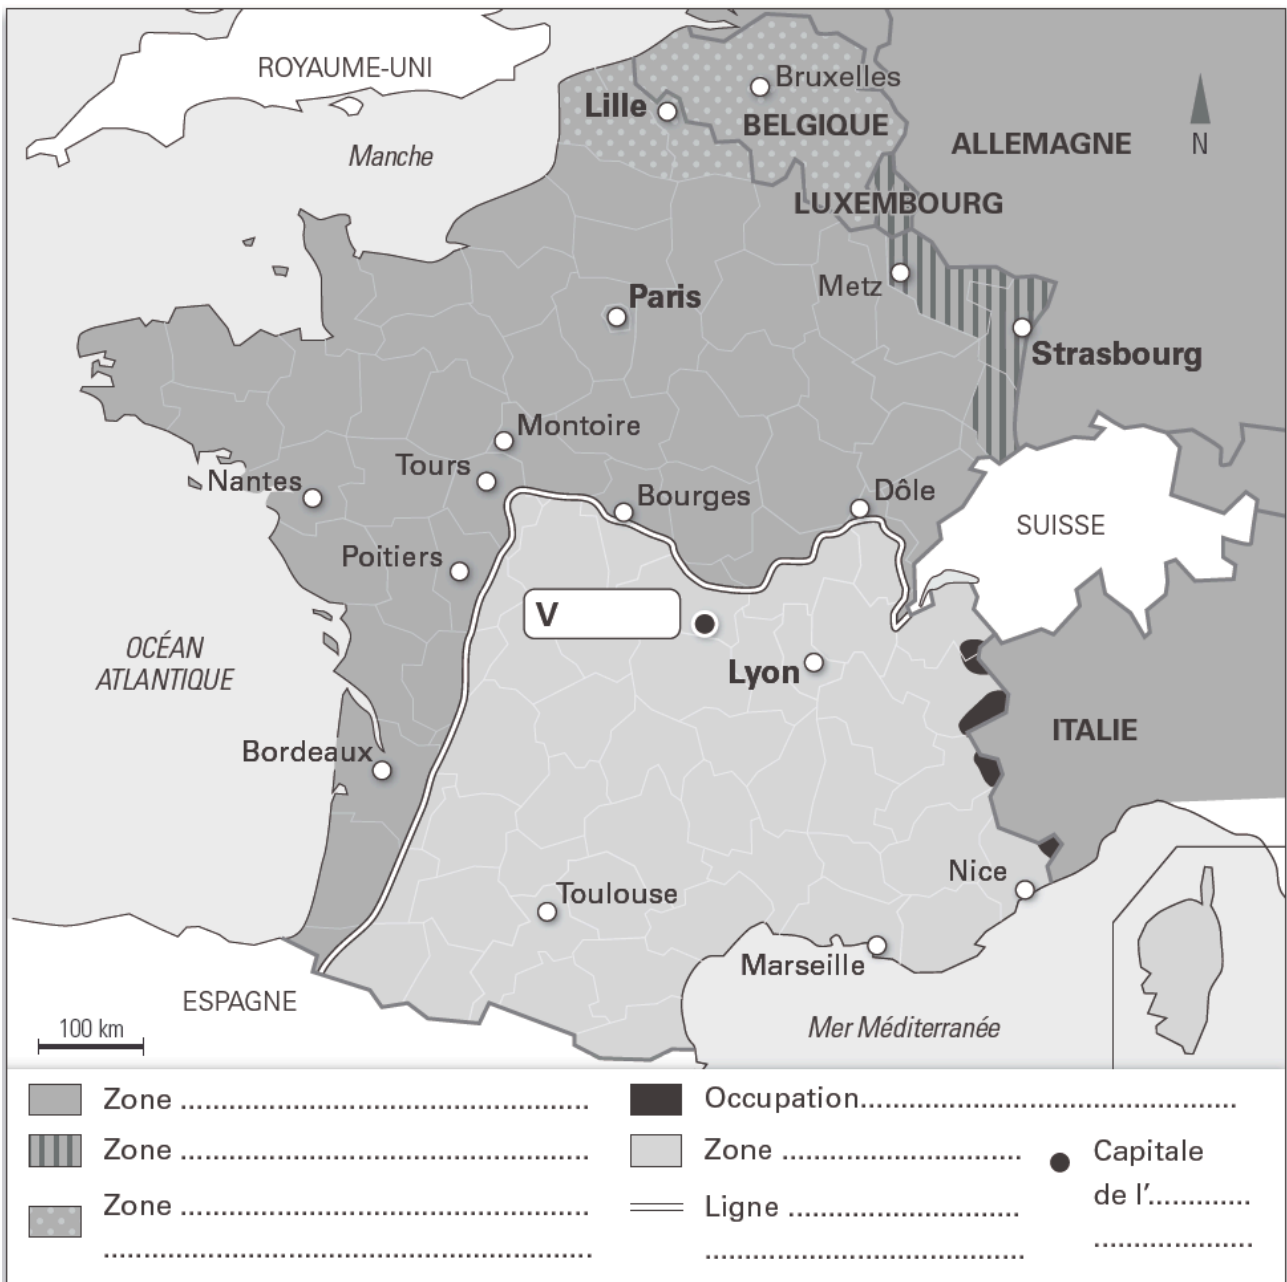 ROYAUME-UNI
Bruxelles
Lille
BELGIQUE
ALLEMAGNE
N
Manche
LUXEMBOURG
Metz
Paris
Strasbourg
Montoire
Tours
Nantes
Bourges
Dôle
SUISSE
Poitiers
V
OCÉAN
ATLANTIQUE
Lyon
ITALIE
Bordeaux
Nice
Toulouse
Marseille
ESPAGNE
100 km
Mer Méditerranée
Zone ................................................
Zone ................................................
Zone ................................................
.........................................................
Occupation............................................
Zone ............................
Ligne ...........................
.....................................
Capitale
de l'............
...................